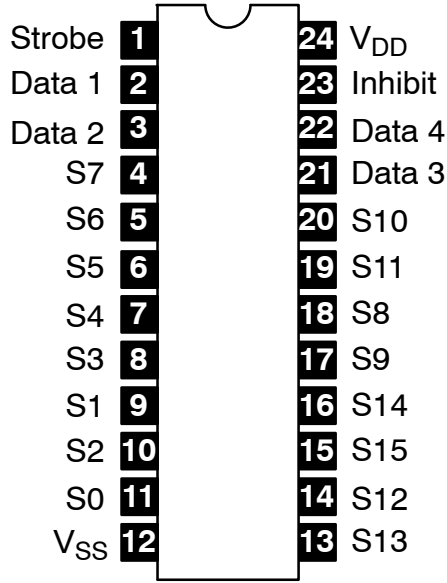 Strobe 1 24 VDD
Data 1 2 23 Inhibit
Data 2 3 22 Data 4
S7 4 21 Data 3
S6 5 20 S10
S5 6 19 S11
S4 7 18 S8
S3 8 17 S9
S1 9 16 S14
S2 10 15 S15
S0 11 14 S12
VSS 12 13 S13